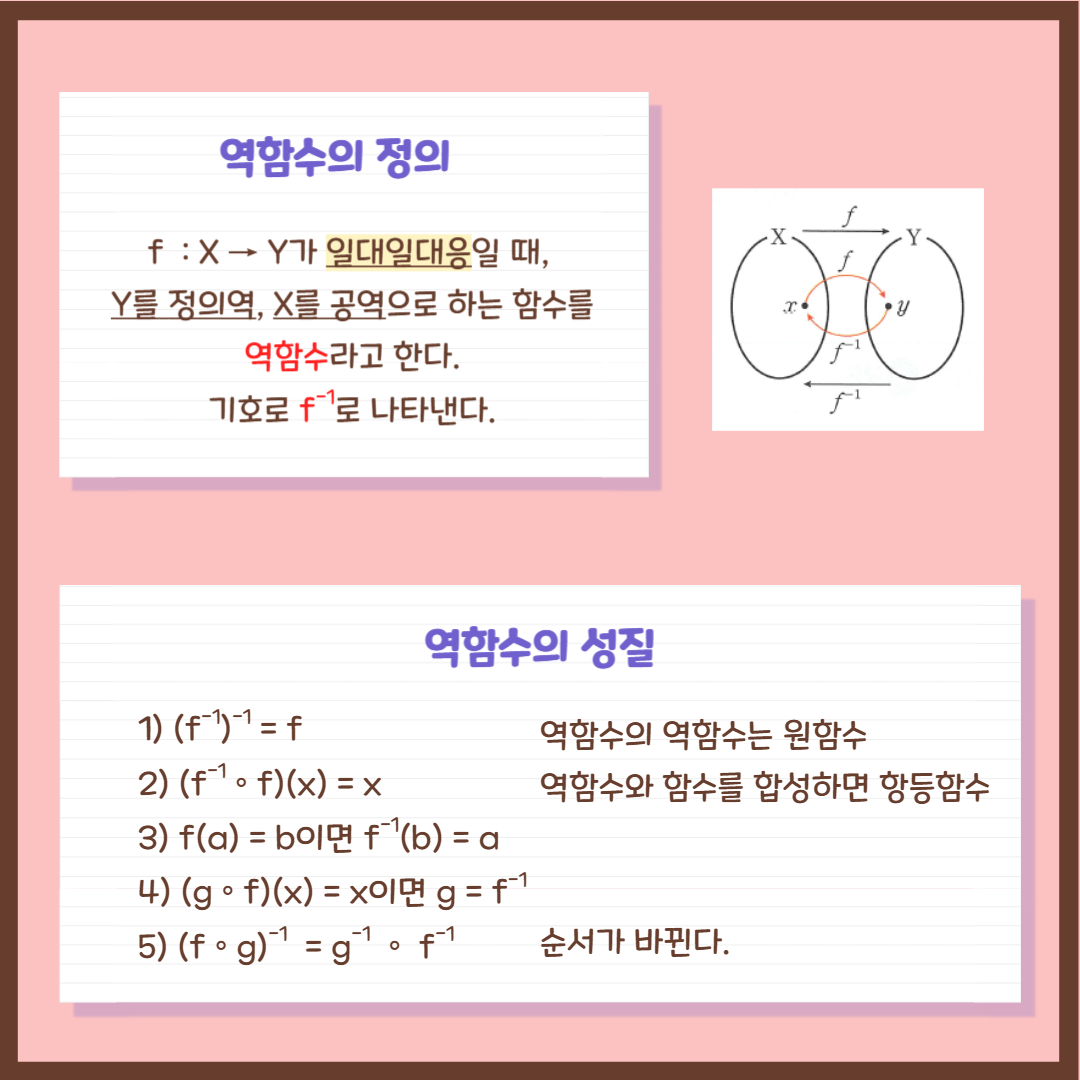 역함수의 정의
f : X → Y가 일대일대응일 때,
Y를 정의역, X를 공역으로 하는 함수를
역함수라고 한다.
기호로 f⁻¹로 나타낸다.
f
X Y
f
x y
f⁻¹
f⁻¹
역함수의 성질
1) (f⁻¹)⁻¹ = f 역함수의 역함수는 원함수
2) (f⁻¹ ∘ f)(x) = x 역함수와 함수를 합성하면 항등함수
3) f(a) = b이면 f⁻¹(b) = a
4) (g ∘ f)(x) = x이면 g = f⁻¹
5) (f ∘ g)⁻¹ = g⁻¹ ∘ f⁻¹ 순서가 바뀐다.